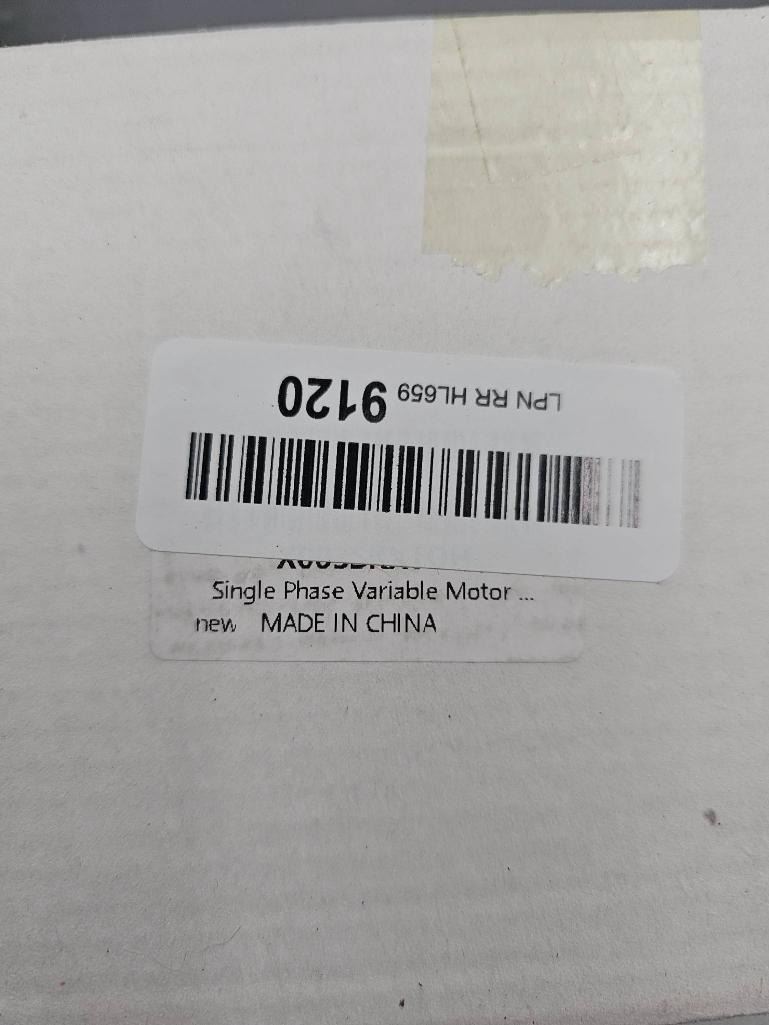 LPN RR HL659 9120
Single Phase Variable Motor ...
new MADE IN CHINA